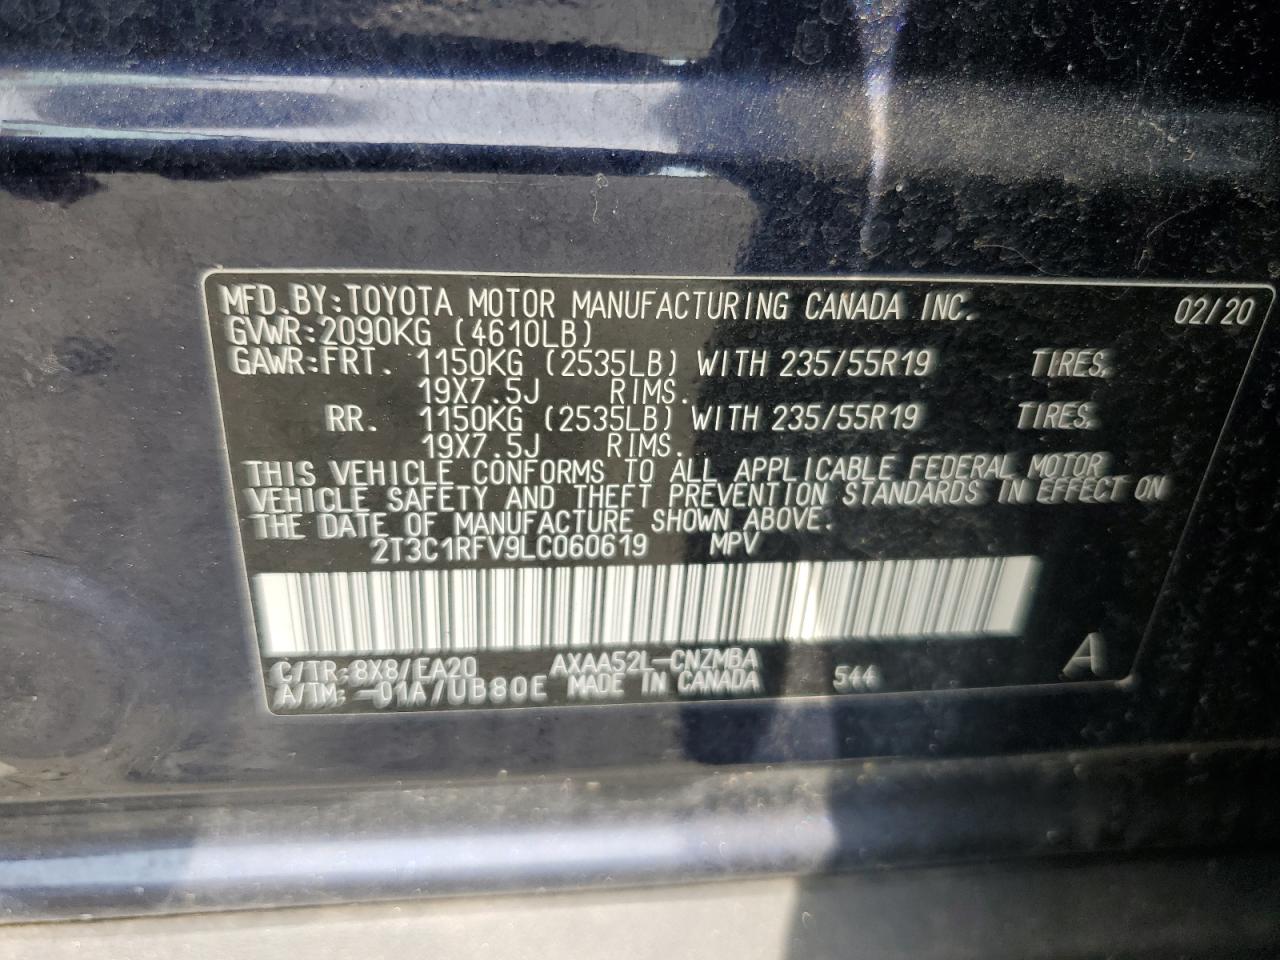 MFD.BY:TOYOTA MOTOR MANUFACTURING CANADA INC. 02/20
GVWR:2090KG (4610LB)
GAWR:FRT. 1150KG (2535LB) WITH 235/55R19 TIRES.
19X7.5J RIMS.
RR. 1150KG (2535LB) WITH 235/55R19 TIRES.
19X7.5J RIMS.
THIS VEHICLE CONFORMS TO ALL APPLICABLE FEDERAL MOTOR
VEHICLE SAFETY AND THEFT PREVENTION STANDARDS IN EFFECT ON
THE DATE OF MANUFACTURE SHOWN ABOVE.
2T3C1RFV9LC060619 MPV
C/TR:8X8/EA20 AXAA52L-CNZMBA 544 A
A/TM:-01A/UB80E MADE IN CANADA